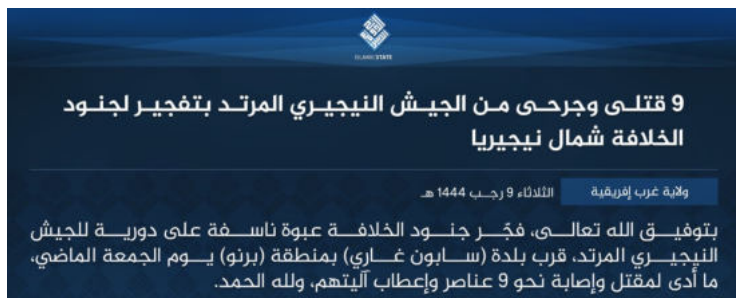 ISLAMIC STATE
9 قتلى وجرحى من الجيش النيجيري المرتد بتفجير لجنود
الخلافة شمال نيجيريا
ولاية غرب إفريقية
الثلاثاء 9 رجب 1444 هـ
بتوفيق الله تعالى، فجّر جنود الخلافة عبوة ناسفة على دورية للجيش
النيجيري المرتد، قرب بلدة (سابون غاري) بمنطقة (برنو) يوم الجمعة الماضي،
ما أدى لمقتل وإصابة نحو 9 عناصر وإعطاب آليتهم، ولله الحمد.